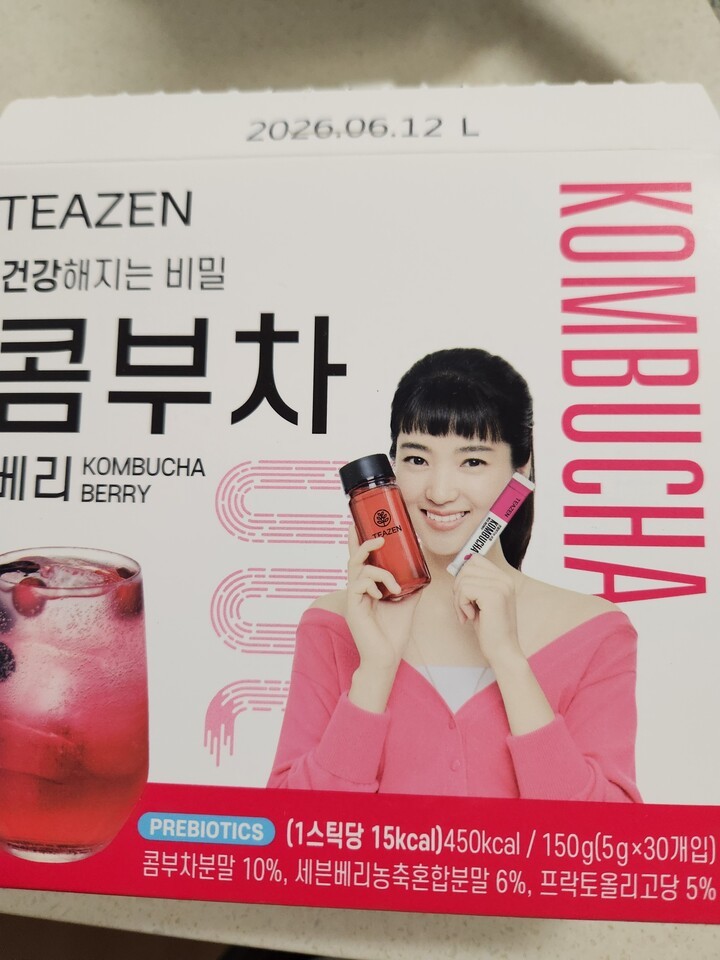 2026.06.12 L
TEAZEN
건강해지는 비밀
콤부차
베리 KOMBUCHA
BERRY
KOMBUCHA
TEAZEN
TEAZEN
KOMBUCHA
PREBIOTICS (1스틱당 15kcal)450kcal / 150g(5g×30개입)
콤부차분말 10%, 세븐베리농축혼합분말 6%, 프락토올리고당 5%